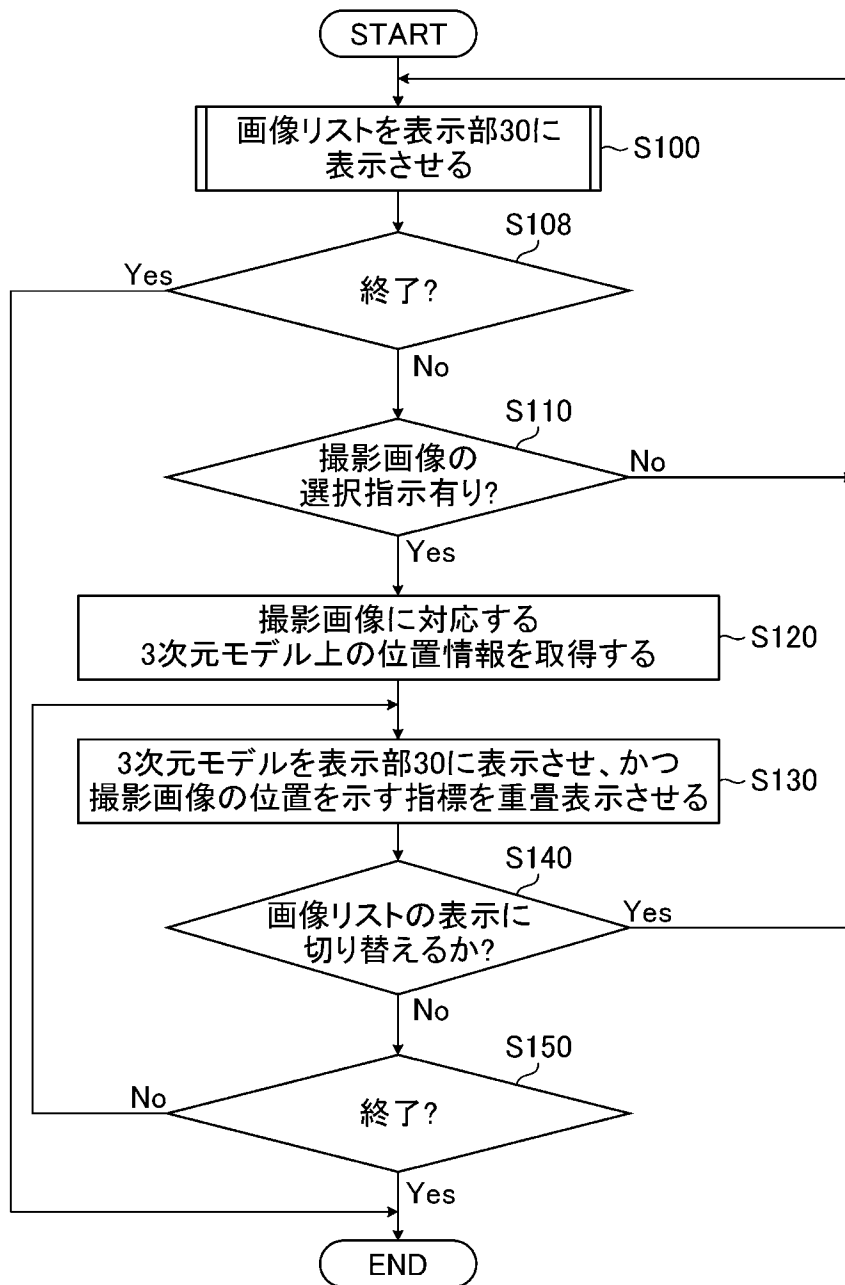 START
画像リストを表示部30に
表示させる
S100
S108
Yes
終了?
No
S110
撮影画像の
選択指示有り?
No
Yes
撮影画像に対応する
3次元モデル上の位置情報を取得する
S120
3次元モデルを表示部30に表示させ、かつ
撮影画像の位置を示す指標を重畳表示させる
S130
S140
画像リストの表示に
切り替えるか?
Yes
No
S150
No
終了?
Yes
END